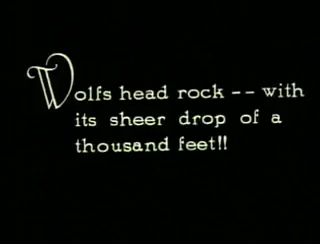 Wolfs head rock -- with
its sheer drop of a
thousand feet!!